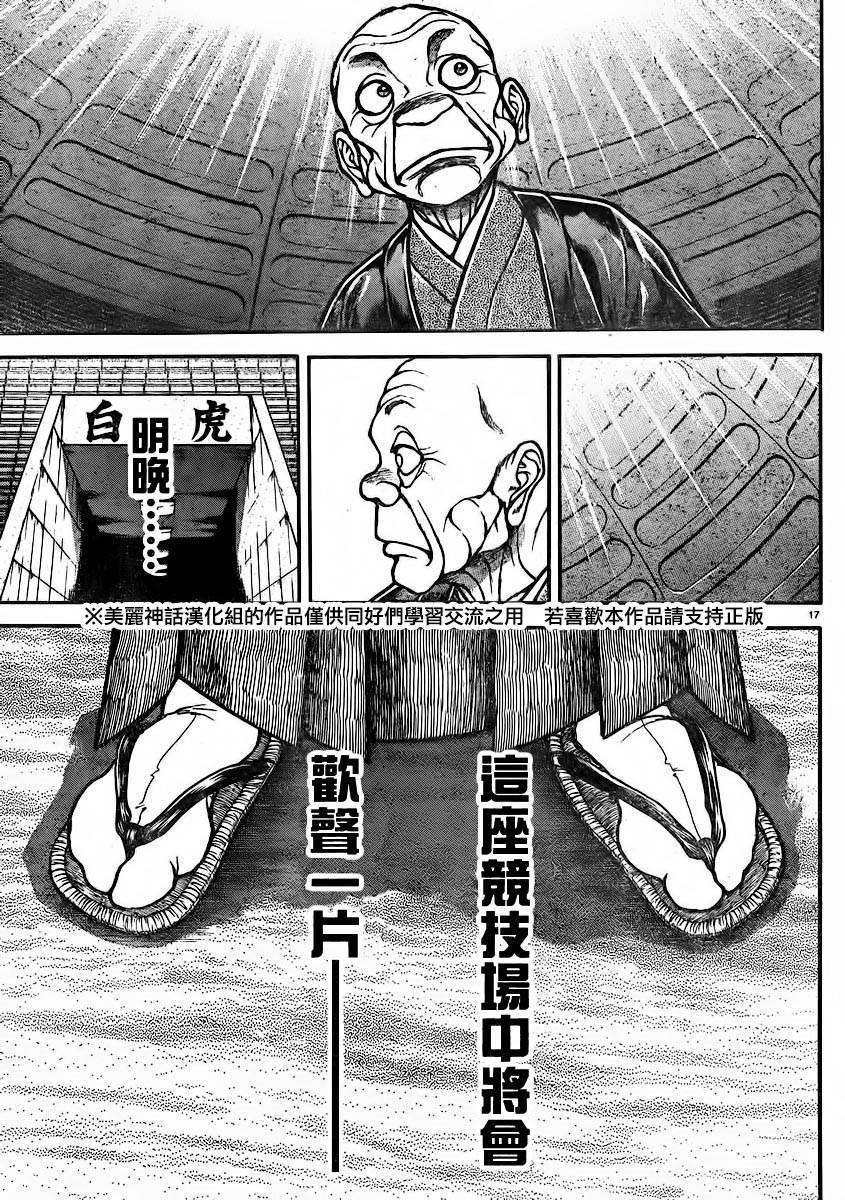 白虎
明晚………
※美麗神話漢化組的作品僅供同好們學習交流之用 若喜歡本作品請支持正版
17
這座競技場中將會
歡聲一片──